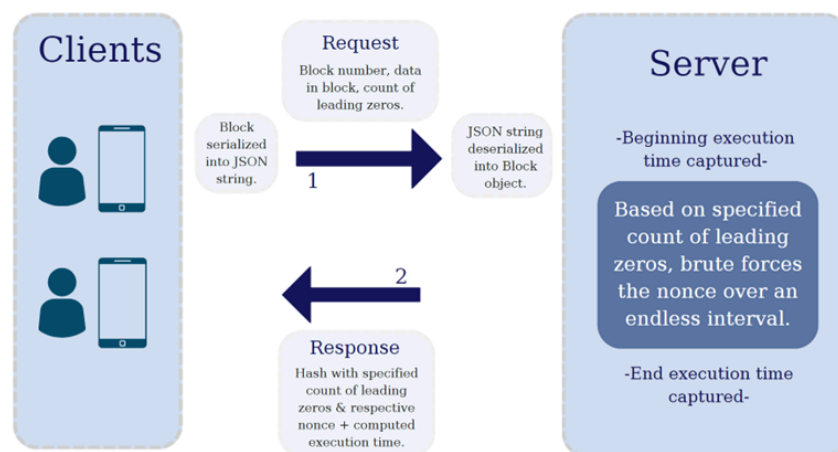 Clients
Request
Block number, data
in block, count of
leading zeros.
Block
serialized
into JSON
string.
1
JSON string
deserialized
into Block
object.
2
Response
Hash with specified
count of leading
zeros & respective
nonce + computed
execution time.
Server
-Beginning execution
time captured-
Based on specified
count of leading
zeros, brute forces
the nonce over an
endless interval.
-End execution time
captured-